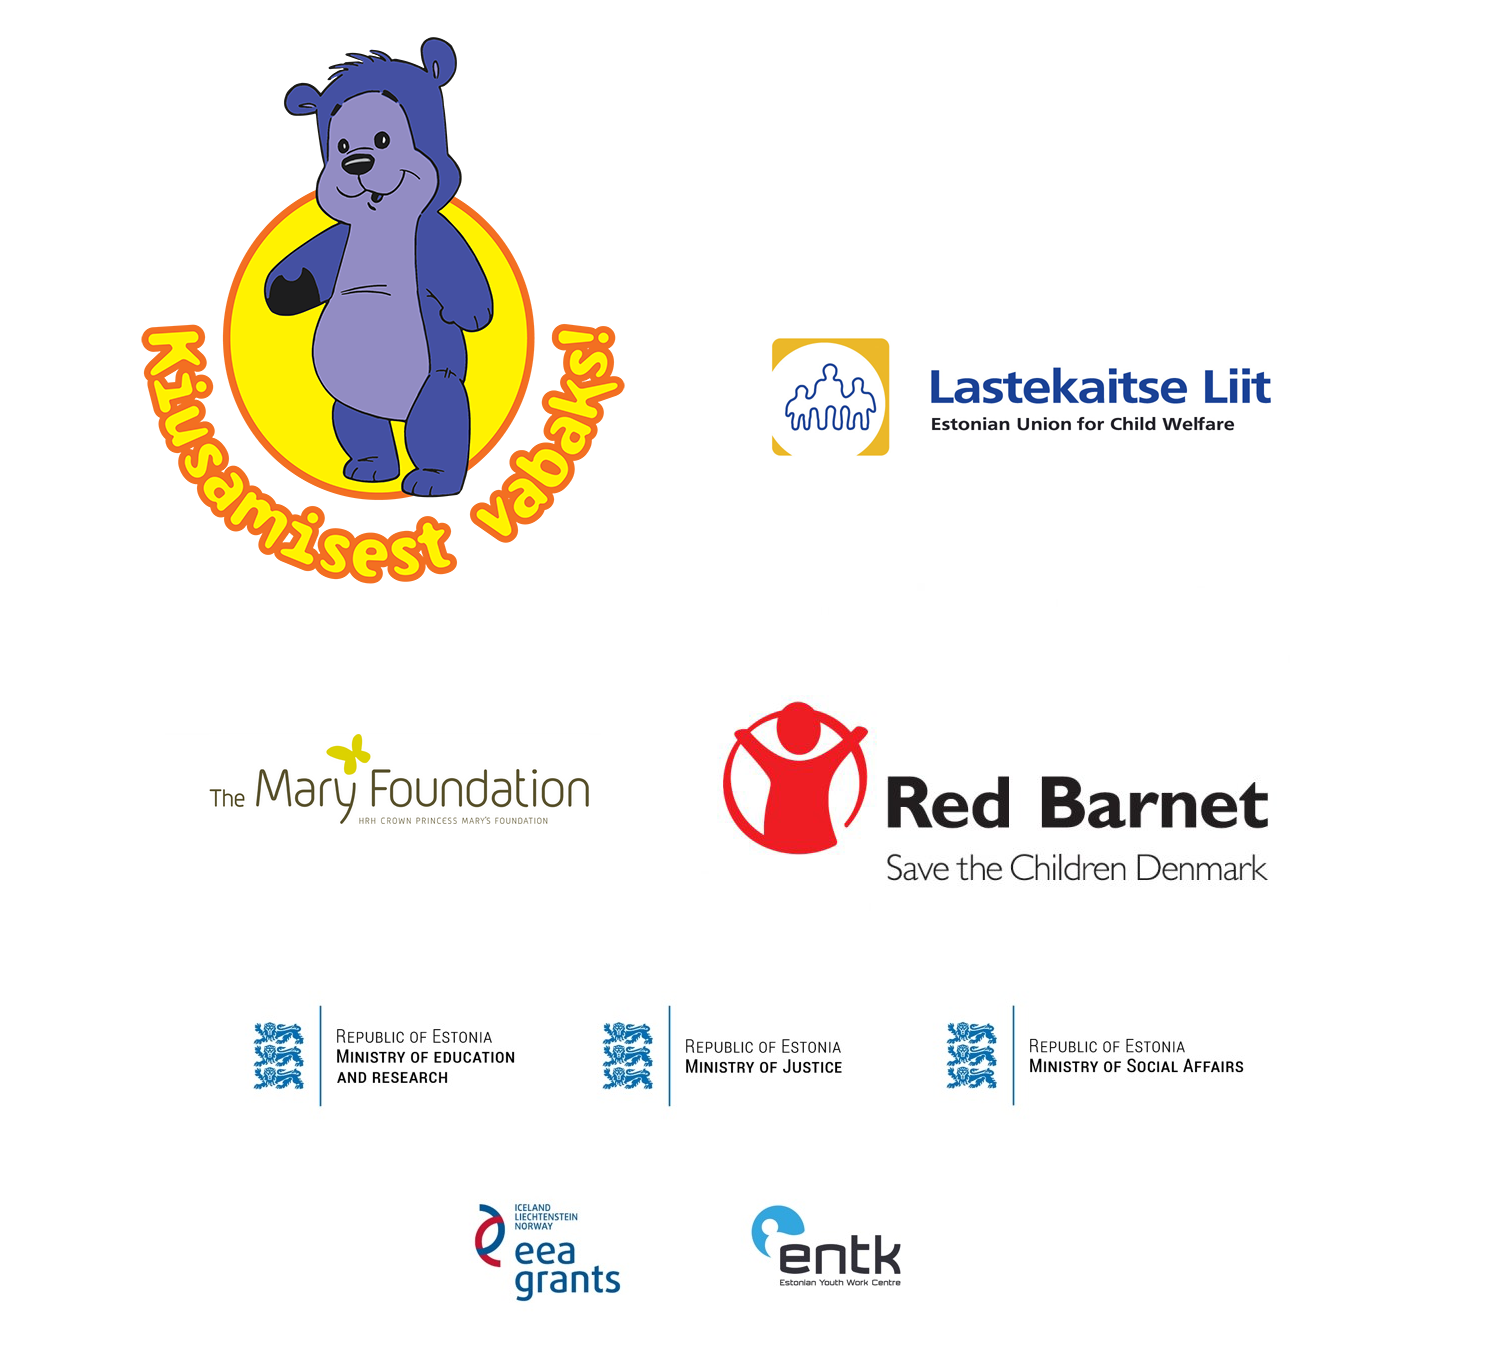 Kiusamisest vabaks!
Lastekaitse Liit
Estonian Union for Child Welfare
The Mary Foundation
HRH CROWN PRINCESS MARY'S FOUNDATION
Red Barnet
Save the Children Denmark
REPUBLIC OF ESTONIA
MINISTRY OF EDUCATION
AND RESEARCH
REPUBLIC OF ESTONIA
MINISTRY OF JUSTICE
REPUBLIC OF ESTONIA
MINISTRY OF SOCIAL AFFAIRS
ICELAND
LIECHTENSTEIN
NORWAY
eea
grants
entk
Estonian Youth Work Centre